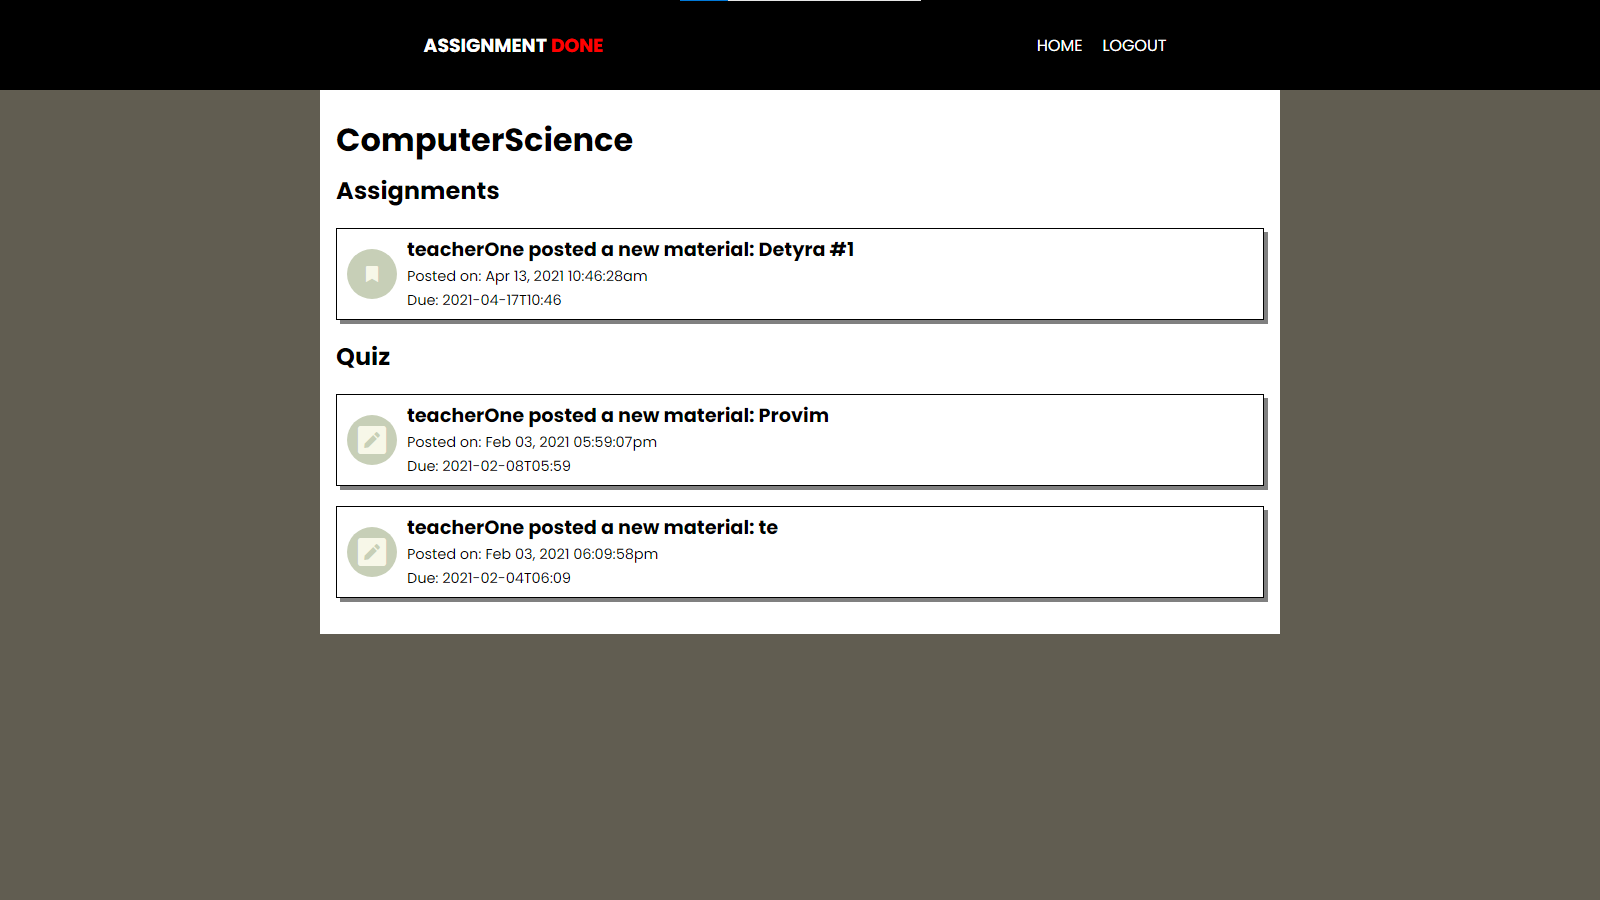 ASSIGNMENT DONE
HOME LOGOUT
ComputerScience
Assignments
teacherOne posted a new material: Detyra #1
Posted on: Apr 13, 2021 10:46:28am
Due: 2021-04-17T10:46
Quiz
teacherOne posted a new material: Provim
Posted on: Feb 03, 2021 05:59:07pm
Due: 2021-02-08T05:59
teacherOne posted a new material: te
Posted on: Feb 03, 2021 06:09:58pm
Due: 2021-02-04T06:09